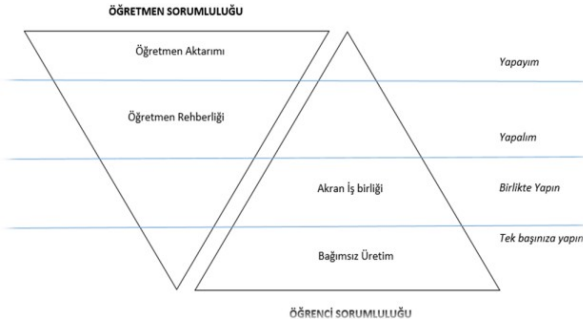 ÖĞRETMEN SORUMLULUĞU
Öğretmen Aktarımı
Yapayım
Öğretmen Rehberliği
Yapalım
Akran İş birliği
Birlikte Yapın
Tek başınıza yapın
Bağımsız Üretim
ÖĞRENCİ SORUMLULUĞU